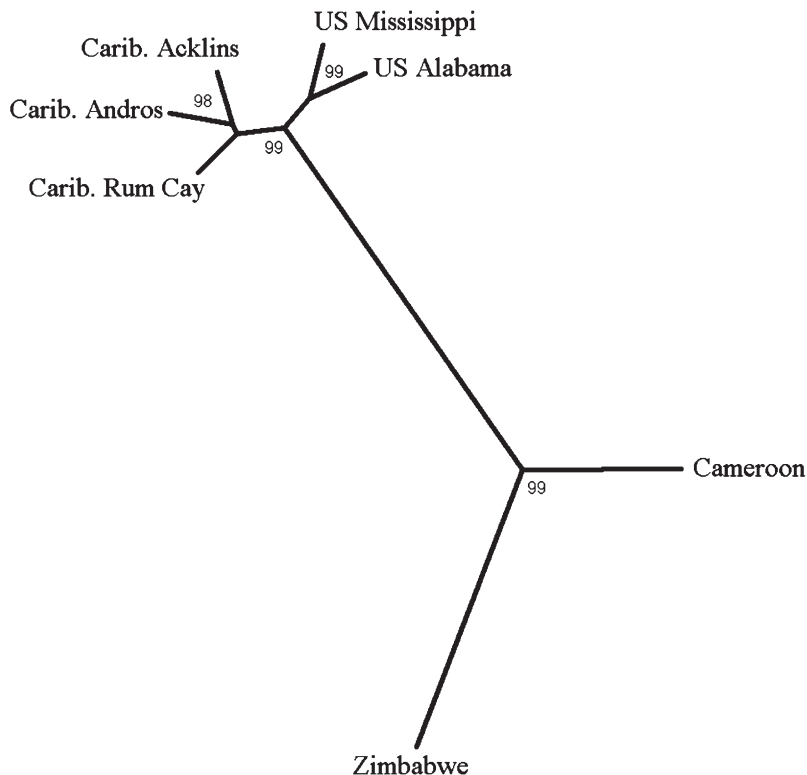 US Mississippi
Carib. Acklins
99
US Alabama
98
Carib. Andros
99
Carib. Rum Cay
Cameroon
99
Zimbabwe